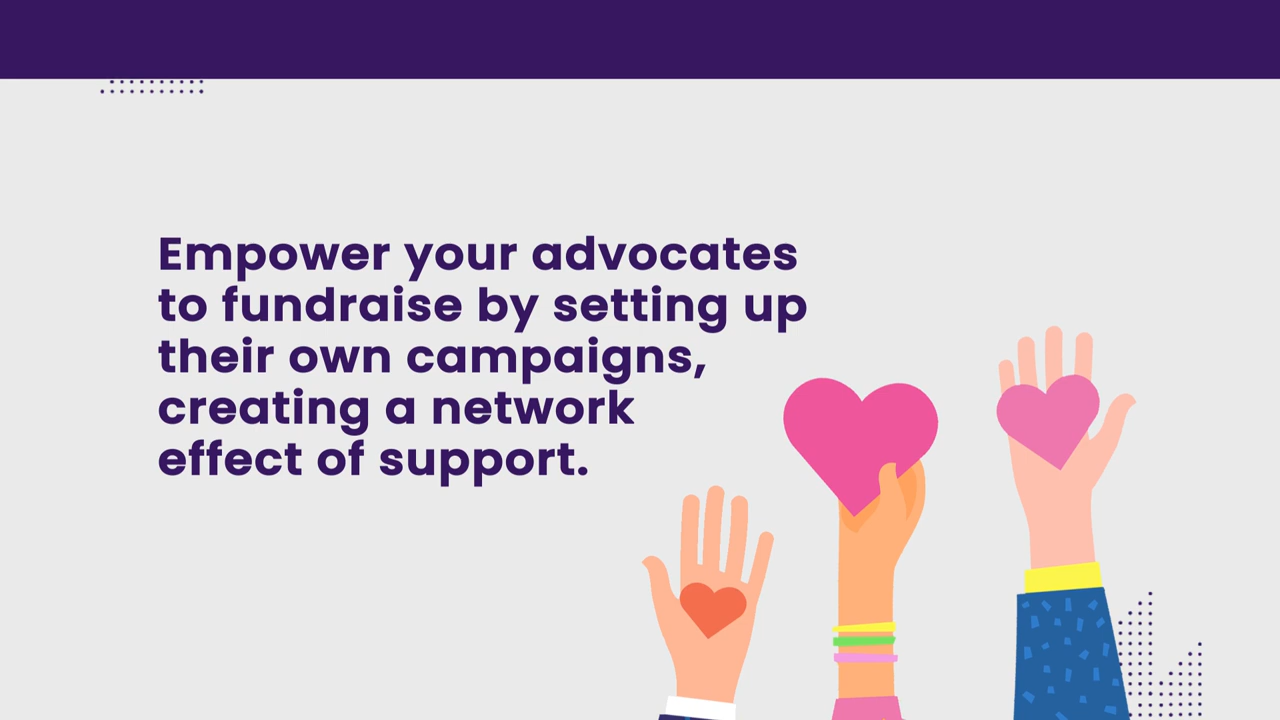 Empower your advocates
to fundraise by setting up
their own campaigns,
creating a network
effect of support.